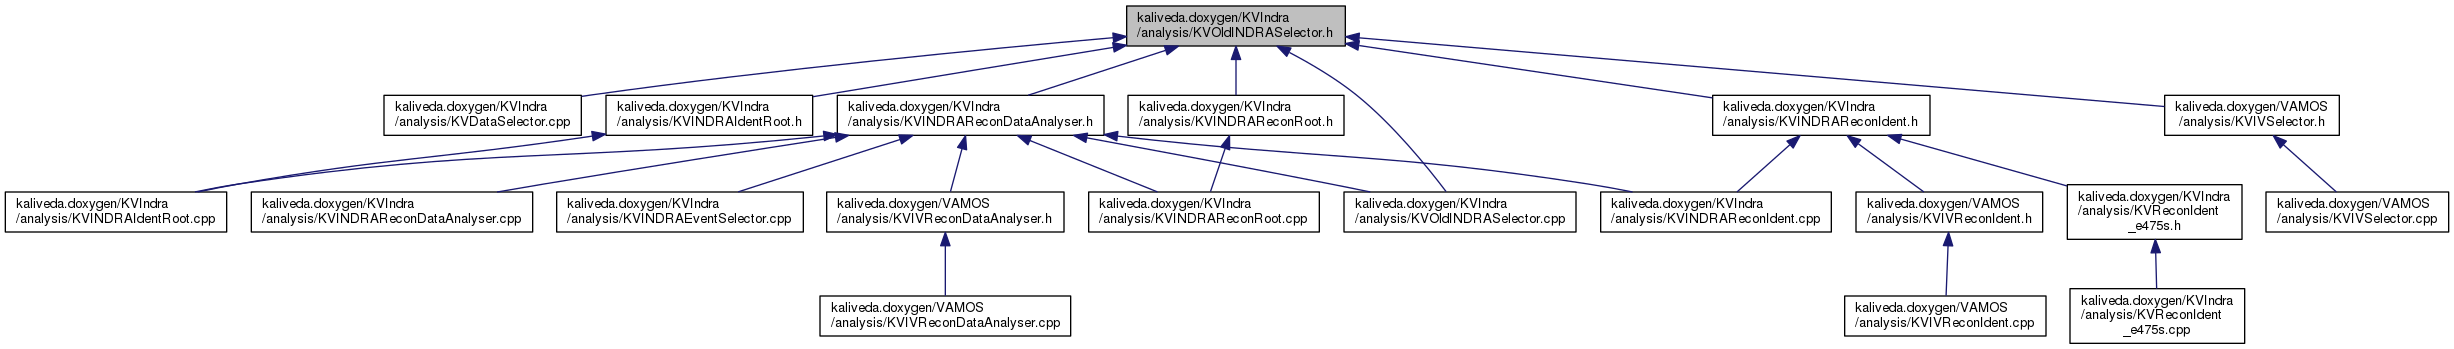 kaliveda.doxygen/KVIndra
/analysis/KVOldINDRASelector.h
kaliveda.doxygen/KVIndra
/analysis/KVDataSelector.cpp
kaliveda.doxygen/KVIndra
/analysis/KVINDRAIdentRoot.h
kaliveda.doxygen/KVIndra
/analysis/KVINDRAReconDataAnalyser.h
kaliveda.doxygen/KVIndra
/analysis/KVINDRAReconRoot.h
kaliveda.doxygen/KVIndra
/analysis/KVINDRAReconIdent.h
kaliveda.doxygen/VAMOS
/analysis/KVIVSelector.h
kaliveda.doxygen/KVIndra
/analysis/KVINDRAIdentRoot.cpp
kaliveda.doxygen/KVIndra
/analysis/KVINDRAReconDataAnalyser.cpp
kaliveda.doxygen/KVIndra
/analysis/KVINDRAEventSelector.cpp
kaliveda.doxygen/VAMOS
/analysis/KVIVReconDataAnalyser.h
kaliveda.doxygen/KVIndra
/analysis/KVINDRAReconRoot.cpp
kaliveda.doxygen/KVIndra
/analysis/KVOldINDRASelector.cpp
kaliveda.doxygen/KVIndra
/analysis/KVINDRAReconIdent.cpp
kaliveda.doxygen/VAMOS
/analysis/KVIVReconIdent.h
kaliveda.doxygen/KVIndra
/analysis/KVReconIdent
_e475s.h
kaliveda.doxygen/VAMOS
/analysis/KVIVSelector.cpp
kaliveda.doxygen/VAMOS
/analysis/KVIVReconDataAnalyser.cpp
kaliveda.doxygen/VAMOS
/analysis/KVIVReconIdent.cpp
kaliveda.doxygen/KVIndra
/analysis/KVReconIdent
_e475s.cpp